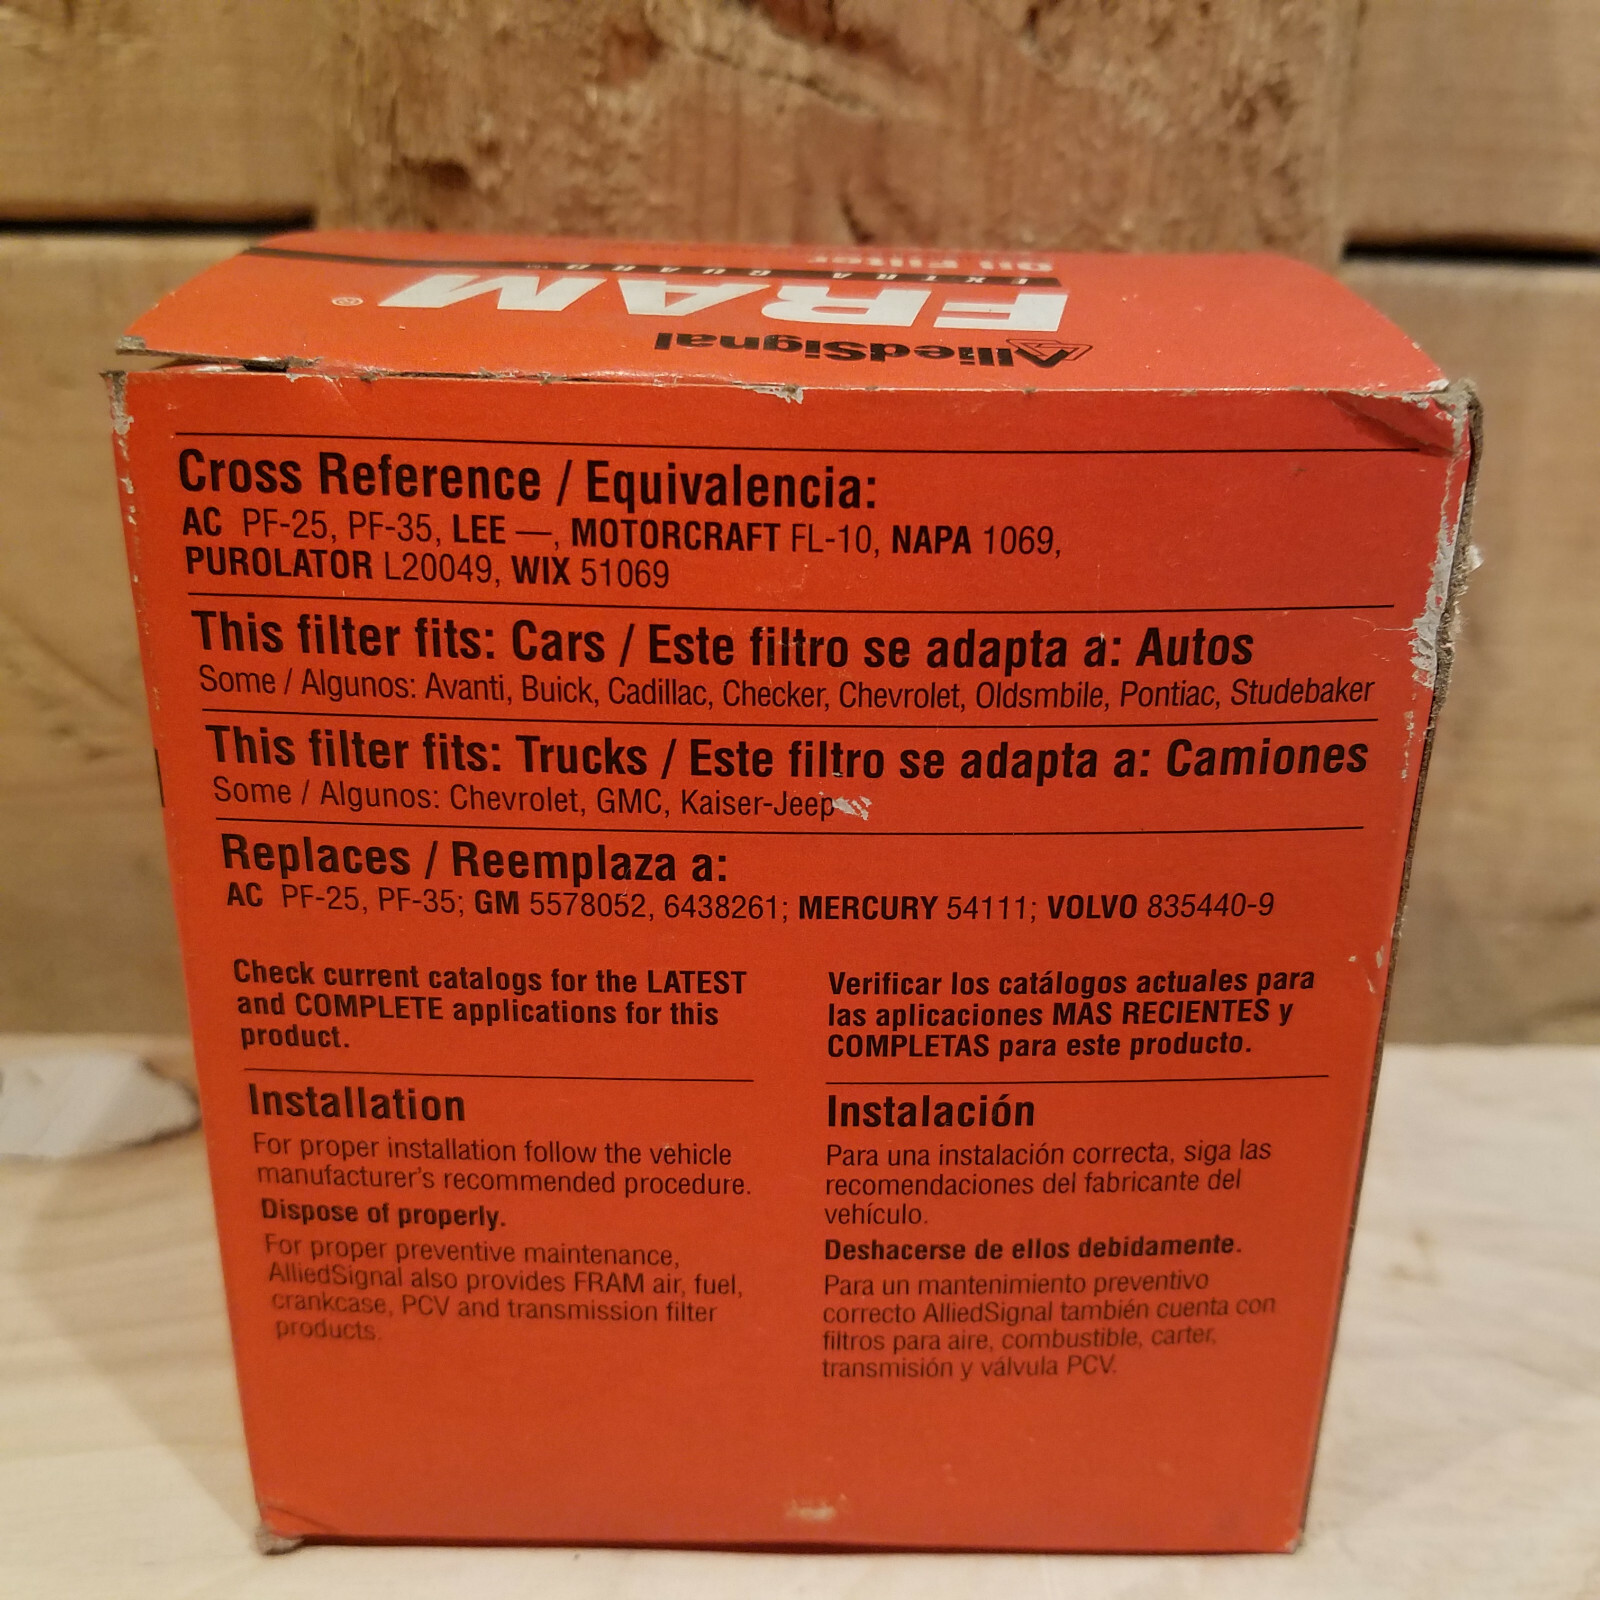 Oil Filter
EXTRA GUARD
FRAM®
AlliedSignal
Cross Reference / Equivalencia:
AC PF-25, PF-35, LEE —, MOTORCRAFT FL-10, NAPA 1069,
PUROLATOR L20049, WIX 51069
This filter fits: Cars / Este filtro se adapta a: Autos
Some / Algunos: Avanti, Buick, Cadillac, Checker, Chevrolet, Oldsmbile, Pontiac, Studebaker
This filter fits: Trucks / Este filtro se adapta a: Camiones
Some / Algunos: Chevrolet, GMC, Kaiser-Jeep
Replaces / Reemplaza a:
AC PF-25, PF-35; GM 5578052, 6438261; MERCURY 54111; VOLVO 835440-9
Check current catalogs for the LATEST
and COMPLETE applications for this
product.
Installation
For proper installation follow the vehicle
manufacturer's recommended procedure.
Dispose of properly.
For proper preventive maintenance,
AlliedSignal also provides FRAM air, fuel,
crankcase, PCV and transmission filter
products.
Verificar los catálogos actuales para
las aplicaciones MAS RECIENTES y
COMPLETAS para este producto.
Instalación
Para una instalación correcta, siga las
recomendaciones del fabricante del
vehículo.
Deshacerse de ellos debidamente.
Para un mantenimiento preventivo
correcto AlliedSignal también cuenta con
filtros para aire, combustible, carter,
transmisión y válvula PCV.